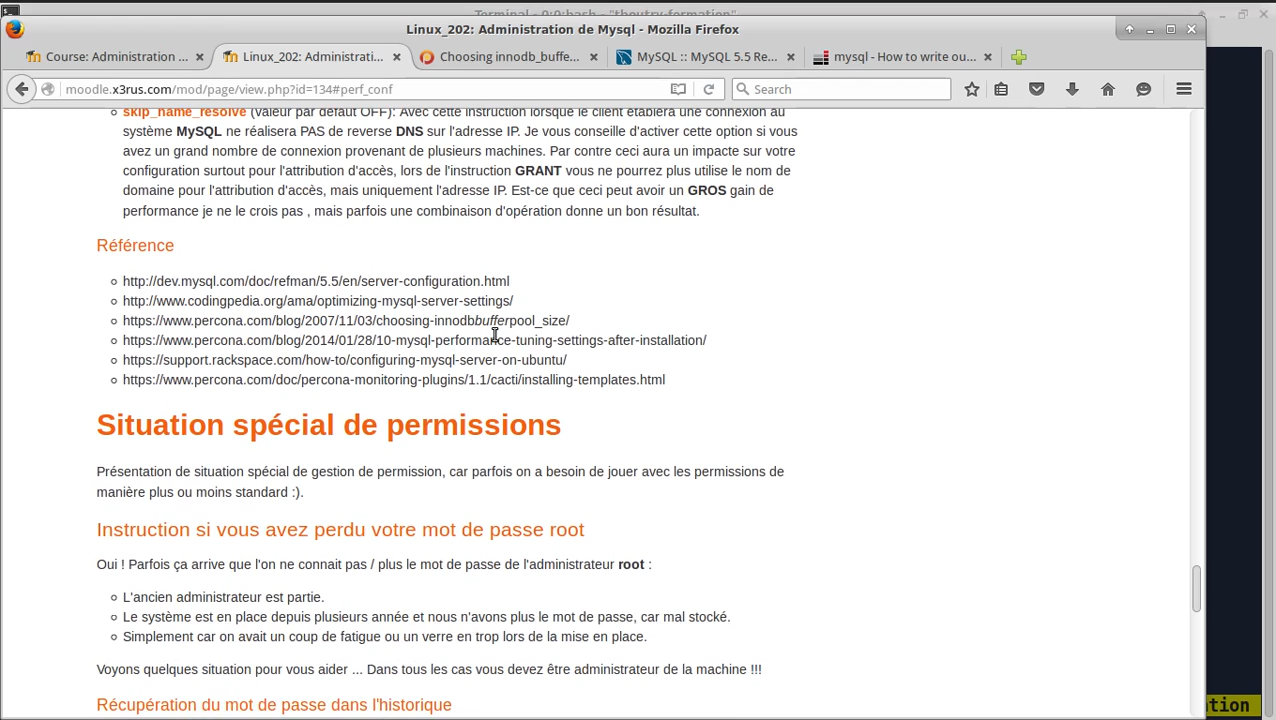 Terminal - 0:0:bash - "thoutry-formation"
Linux_202: Administration de Mysql - Mozilla Firefox
Course: Administration ...
Linux_202: Administrati...
Choosing innodb_buffe...
MySQL :: MySQL 5.5 Re...
mysql - How to write ou...
moodle.x3rus.com/mod/page/view.php?id=134#perf_conf
Search
skip_name_resolve (valeur par défaut OFF): Avec cette instruction lorsque le client établera une connexion au
système MySQL ne réalisera PAS de reverse DNS sur l'adresse IP. Je vous conseille d'activer cette option si vous
avez un grand nombre de connexion provenant de plusieurs machines. Par contre ceci aura un impacte sur votre
configuration surtout pour l'attribution d'accès, lors de l'instruction GRANT vous ne pourrez plus utilise le nom de
domaine pour l'attribution d'accès, mais uniquement l'adresse IP. Est-ce que ceci peut avoir un GROS gain de
performance je ne le crois pas , mais parfois une combinaison d'opération donne un bon résultat.
Référence
http://dev.mysql.com/doc/refman/5.5/en/server-configuration.html
http://www.codingpedia.org/ama/optimizing-mysql-server-settings/
https://www.percona.com/blog/2007/11/03/choosing-innodbbufferpool_size/
https://www.percona.com/blog/2014/01/28/10-mysql-performance-tuning-settings-after-installation/
https://support.rackspace.com/how-to/configuring-mysql-server-on-ubuntu/
https://www.percona.com/doc/percona-monitoring-plugins/1.1/cacti/installing-templates.html
Situation spécial de permissions
Présentation de situation spécial de gestion de permission, car parfois on a besoin de jouer avec les permissions de
manière plus ou moins standard :).
Instruction si vous avez perdu votre mot de passe root
Oui ! Parfois ça arrive que l'on ne connait pas / plus le mot de passe de l'administrateur root :
L'ancien administrateur est partie.
Le système est en place depuis plusieurs année et nous n'avons plus le mot de passe, car mal stocké.
Simplement car on avait un coup de fatigue ou un verre en trop lors de la mise en place.
Voyons quelques situation pour vous aider ... Dans tous les cas vous devez être administrateur de la machine !!!
Récupération du mot de passe dans l'historique
ation